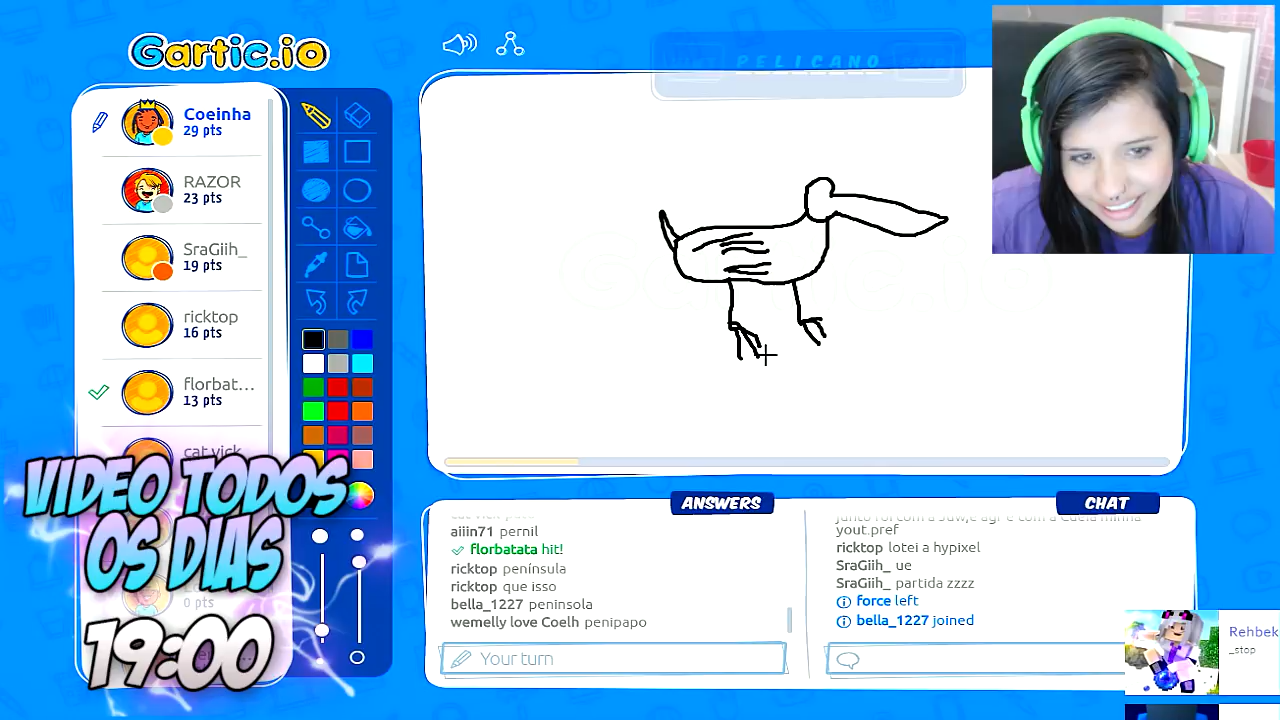 Gartic.io
PELICANO
Coeinha
29 pts
RAZOR
23 pts
SraGiih_
19 pts
ricktop
16 pts
florbat...
13 pts
cat vick
0 pts
VIDEO TODOS
OS DIAS
19:00
ANSWERS
aiiin71 pernil
florbatata hit!
ricktop península
ricktop que isso
bella_1227 peninsola
wemelly love Coelh penipapo
Your turn
CHAT
yout.pref
ricktop lotei a hypixel
SraGiih_ ue
SraGiih_ partida zzzz
force left
bella_1227 joined
Rehbek
_stop